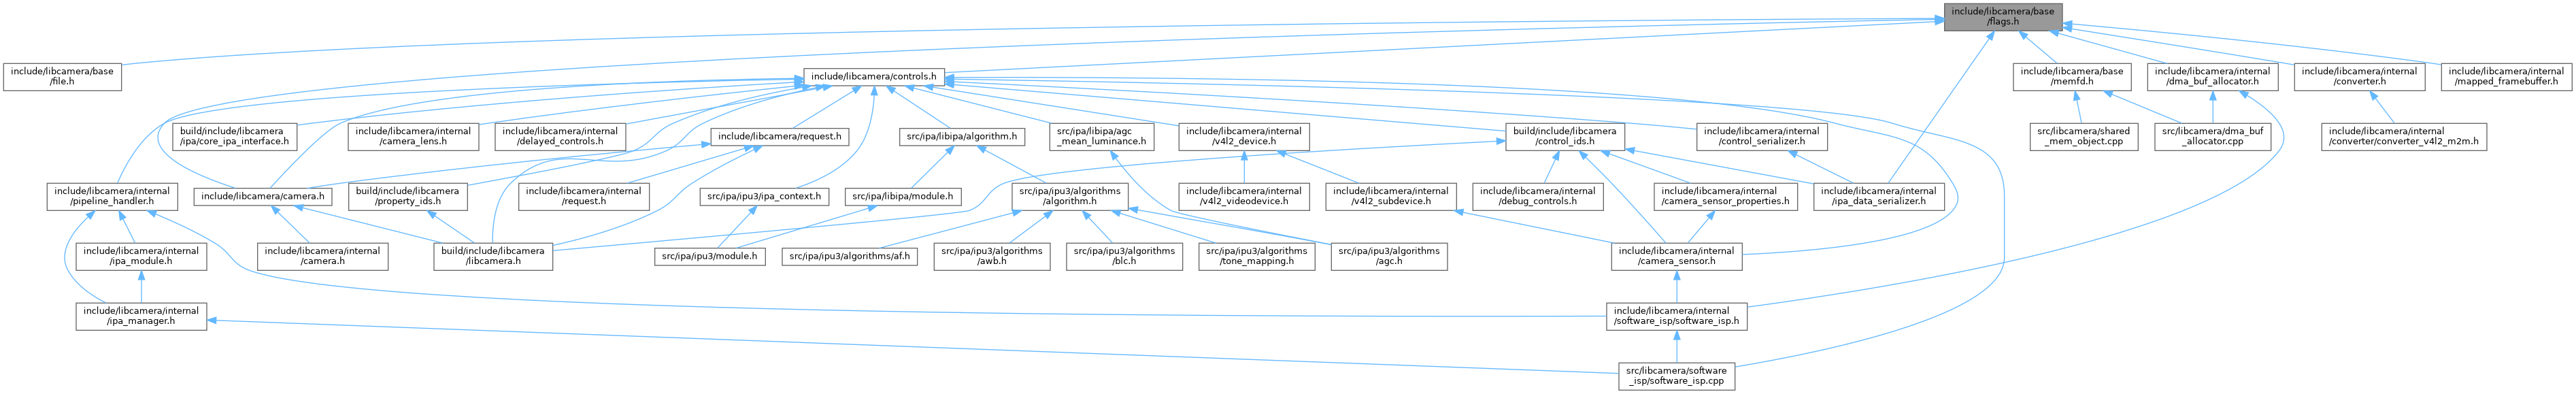 include/libcamera/base
/flags.h
include/libcamera/base
/file.h
include/libcamera/controls.h
include/libcamera/base
/memfd.h
include/libcamera/internal
/dma_buf_allocator.h
include/libcamera/internal
/converter.h
include/libcamera/internal
/mapped_framebuffer.h
build/include/libcamera
/ipa/core_ipa_interface.h
include/libcamera/internal
/camera_lens.h
include/libcamera/internal
/delayed_controls.h
include/libcamera/request.h
src/ipa/libipa/algorithm.h
src/ipa/libipa/agc
_mean_luminance.h
include/libcamera/internal
/v4l2_device.h
build/include/libcamera
/control_ids.h
include/libcamera/internal
/control_serializer.h
src/libcamera/shared
_mem_object.cpp
src/libcamera/dma_buf
_allocator.cpp
include/libcamera/internal
/converter/converter_v4l2_m2m.h
include/libcamera/internal
/pipeline_handler.h
include/libcamera/camera.h
build/include/libcamera
/property_ids.h
include/libcamera/internal
/request.h
src/ipa/ipu3/ipa_context.h
src/ipa/libipa/module.h
src/ipa/ipu3/algorithms
/algorithm.h
include/libcamera/internal
/v4l2_videodevice.h
include/libcamera/internal
/v4l2_subdevice.h
include/libcamera/internal
/debug_controls.h
include/libcamera/internal
/camera_sensor_properties.h
include/libcamera/internal
/ipa_data_serializer.h
include/libcamera/internal
/ipa_module.h
include/libcamera/internal
/camera.h
build/include/libcamera
/libcamera.h
src/ipa/ipu3/module.h
src/ipa/ipu3/algorithms/af.h
src/ipa/ipu3/algorithms
/awb.h
src/ipa/ipu3/algorithms
/blc.h
src/ipa/ipu3/algorithms
/tone_mapping.h
src/ipa/ipu3/algorithms
/agc.h
include/libcamera/internal
/camera_sensor.h
include/libcamera/internal
/ipa_manager.h
include/libcamera/internal
/software_isp/software_isp.h
src/libcamera/software
_isp/software_isp.cpp